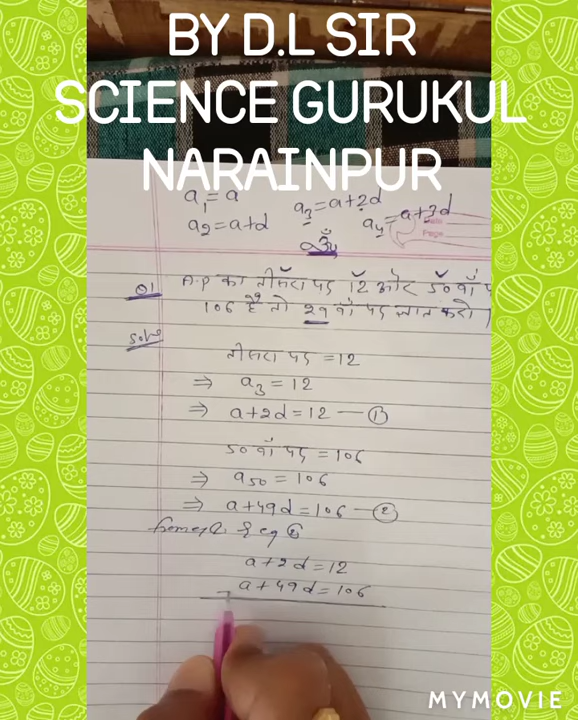 BY D.L SIR
SCIENCE GURUKUL
NARAINPUR
a₁ = a
a₃ = a+2d
a₂ = a+d
a₄ = a+3d
Page
ॐ
Q1 A.P का तीसरा पद 12 और 50 वाँ
106 है तो 29 वाँ पद ज्ञात करो।
तीसरा पद = 12
⇒ a₃ = 12
⇒ a+2d = 12 — ①
50 वाँ पद = 106
⇒ a₅₀ = 106
⇒ a+49d = 106 — ②
eq
a+2d = 12
a + 49d = 106
MYMOVIE